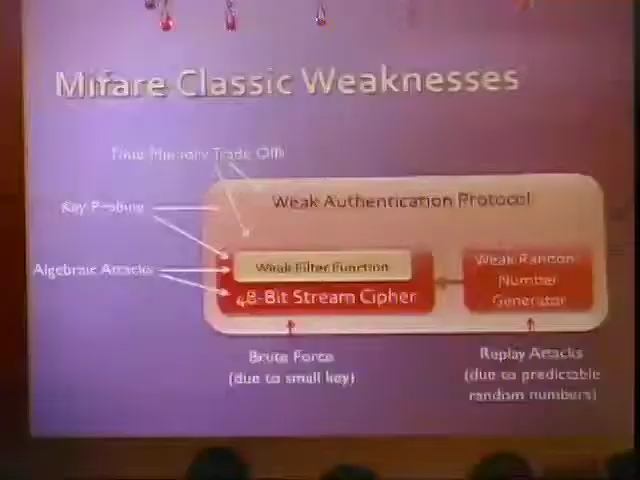 Mifare Classic Weaknesses
Time-Memory Trade Offs
Key Probing
Algebraic Attacks
Weak Authentication Protocol
Weak Filter Function
48-Bit Stream Cipher
Weak Random
Number
Generator
Brute Force
(due to small key)
Replay Attacks
(due to predictable
random numbers)